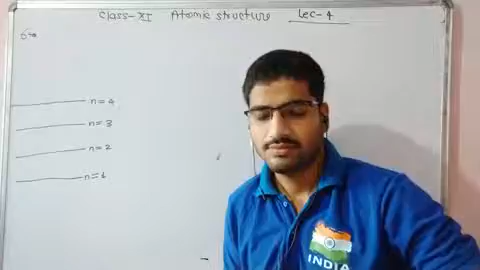 Class-XI Atomic structure Lec-4
n=4
n=3
n=2
n=1
INDIA